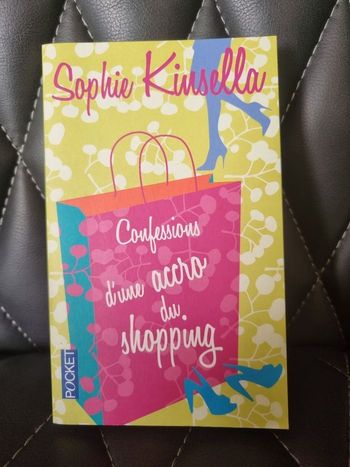 Sophie Kinsella
Confessions
d'une accro
du
shopping
POCKET